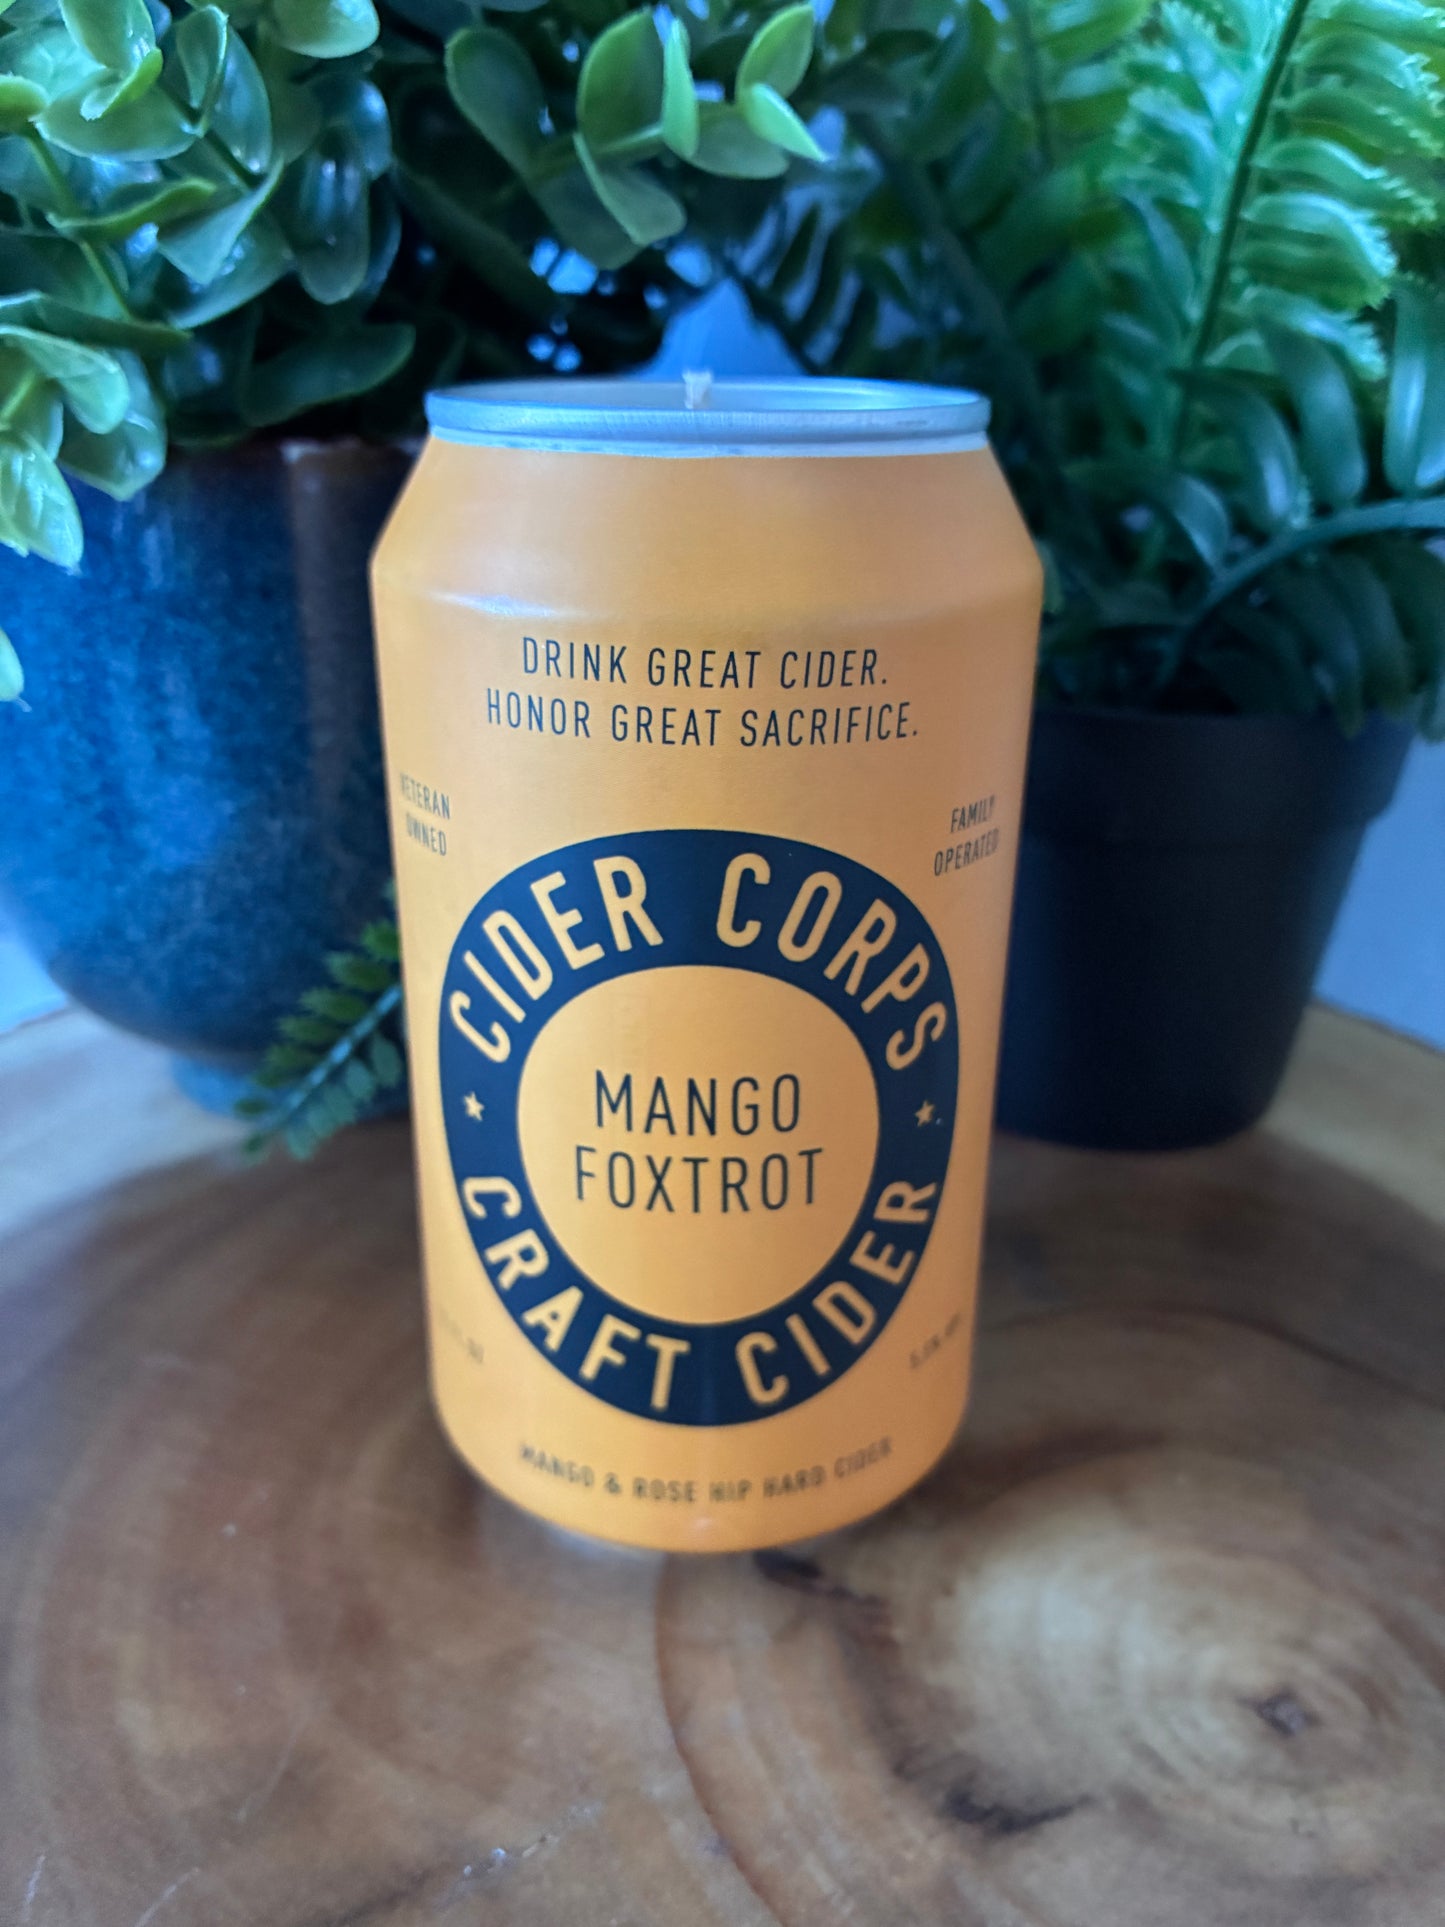 DRINK GREAT CIDER.
HONOR GREAT SACRIFICE.
VETERAN
OWNED
FAMILY
OPERATED
CIDER CORPS
MANGO
FOXTROT
CRAFT CIDER
MANGO & ROSE HIP HARD CIDER